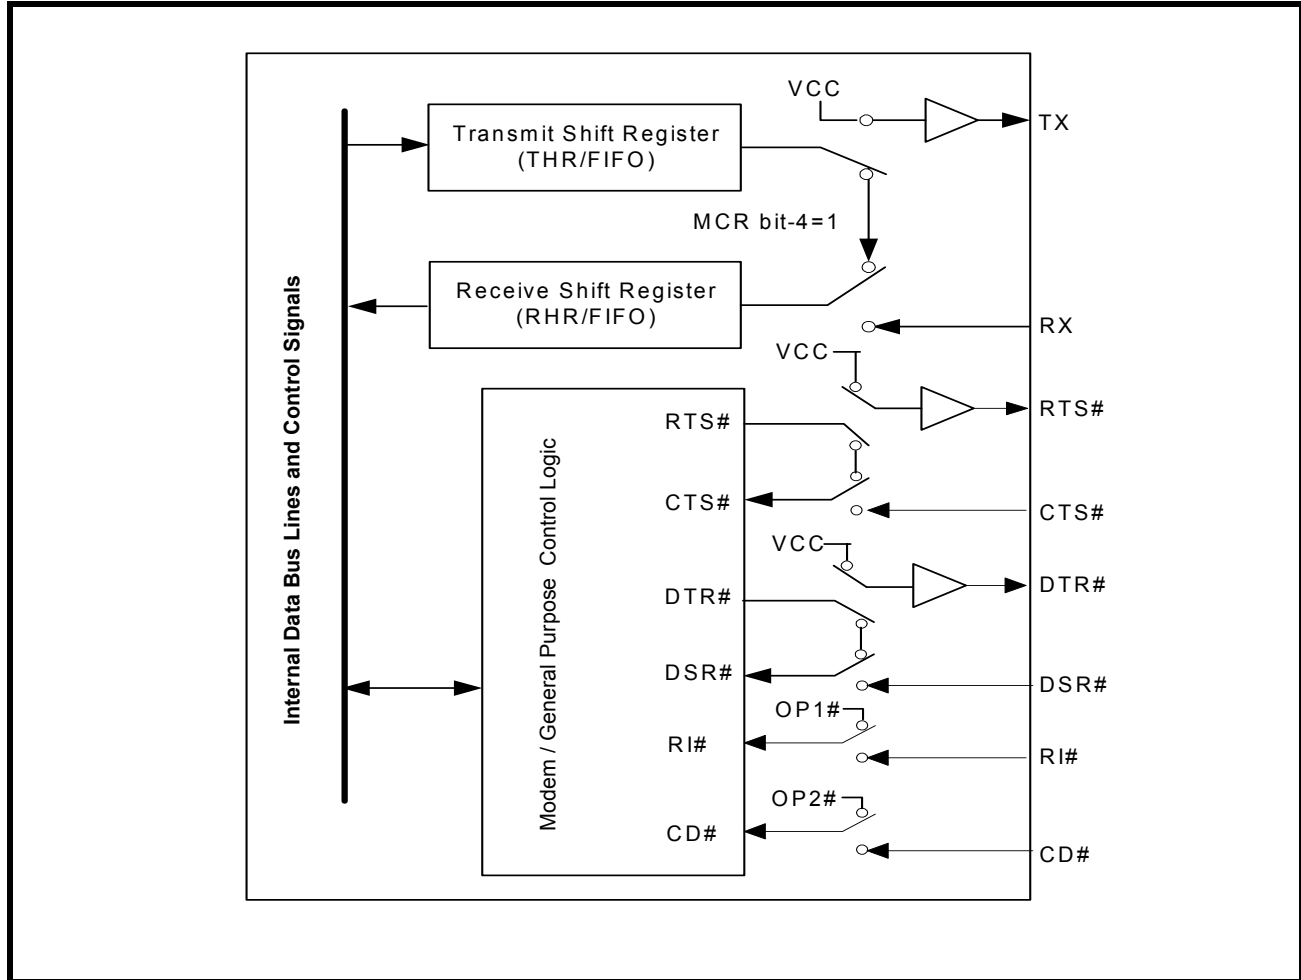 VCC
TX
Transmit Shift Register
(THR/FIFO)
MCR bit-4=1
Receive Shift Register
(RHR/FIFO)
RX
VCC
RTS#
RTS#
CTS#
CTS#
VCC
DTR#
DTR#
DSR#
DSR#
OP1#
RI#
RI#
OP2#
CD#
CD#
Internal Data Bus Lines and Control Signals
Modem / General Purpose Control Logic